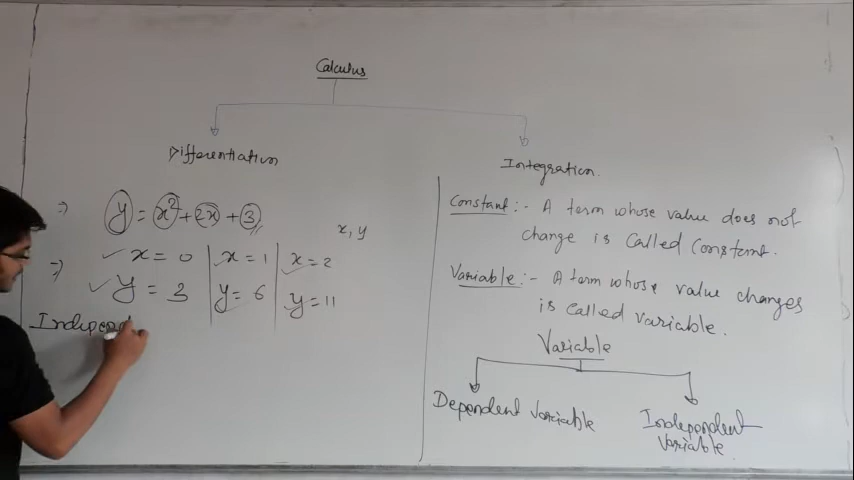 Calculus
Differentiation
Integration.
⇒ y = x² + 2x + 3
x, y
⇒ ✓ x = 0 | ✓ x = 1 | ✓ x = 2
✓ y = 3 | y = 6 | y = 11
Independ
Constant :- A term whose value does not
change is called Constant.
Variable :- A term whose value changes
is called variable.
Variable
Dependent variable
Independent
Variable.